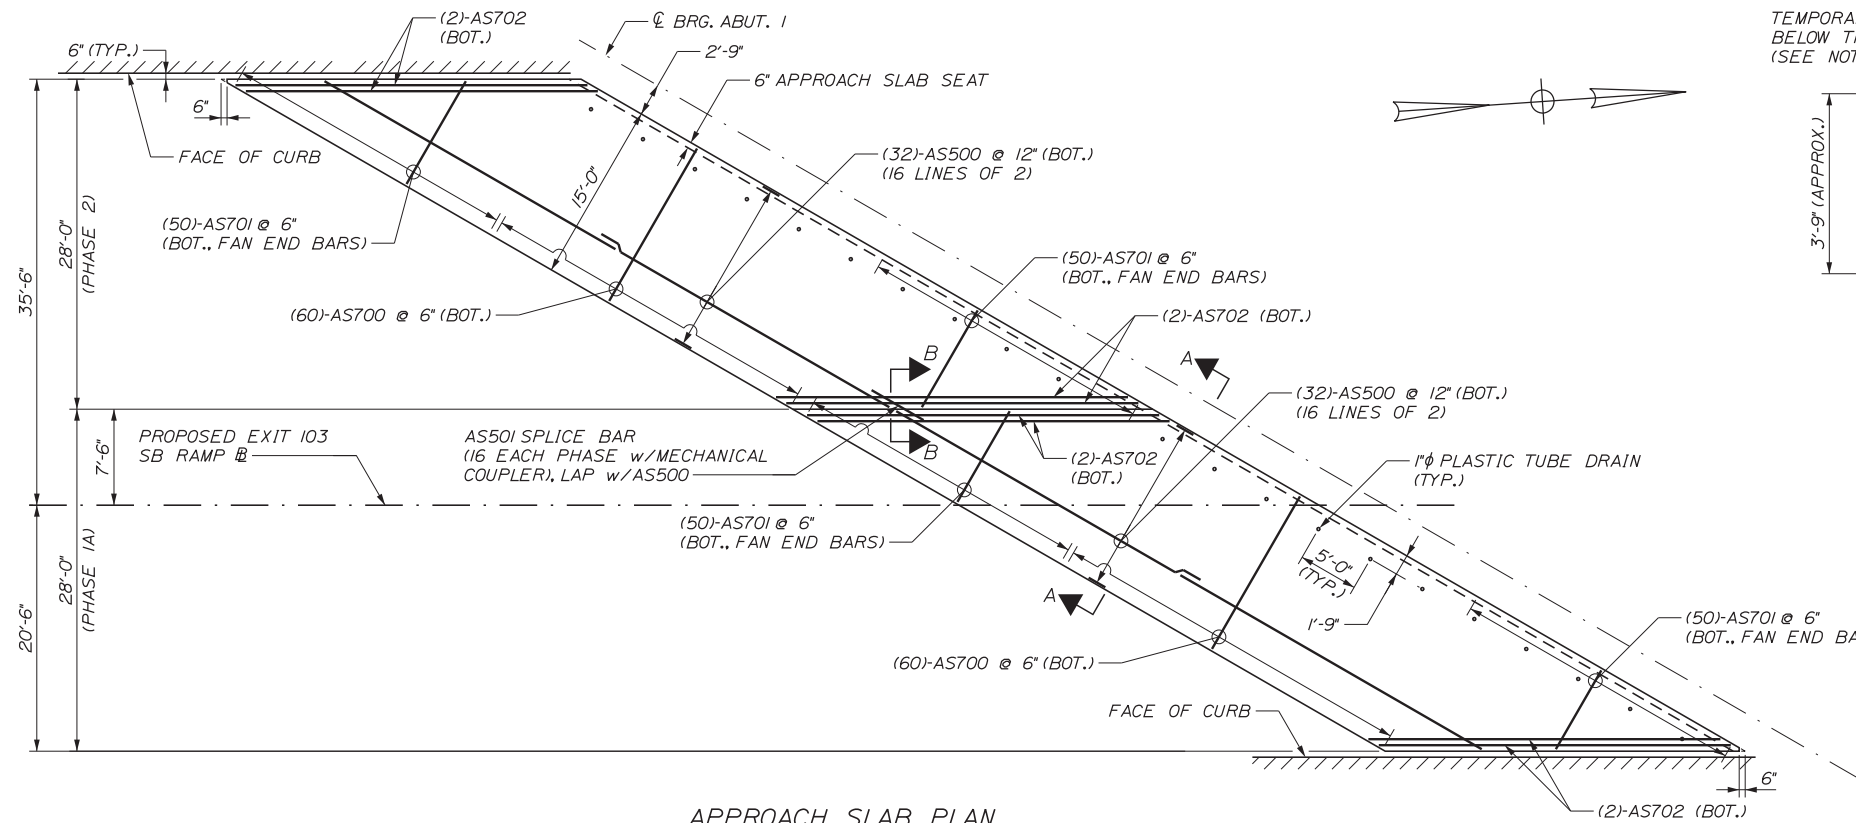 (2)-AS702
(BOT.)
℄ BRG. ABUT. 1
6" (TYP.)
2'-9"
6" APPROACH SLAB SEAT
TEMPORA
BELOW T
(SEE NOT
6"
FACE OF CURB
(32)-AS500 @ 12" (BOT.)
(16 LINES OF 2)
3'-9" (APPROX.)
15'-0"
(50)-AS701 @ 6"
(BOT., FAN END BARS)
28'-0"
(PHASE 2)
35'-6"
(50)-AS701 @ 6"
(BOT., FAN END BARS)
(60)-AS700 @ 6" (BOT.)
(2)-AS702 (BOT.)
B
A
(32)-AS500 @ 12" (BOT.)
(16 LINES OF 2)
7'-6"
PROPOSED EXIT 103
SB RAMP B
AS501 SPLICE BAR
(16 EACH PHASE w/MECHANICAL
COUPLER), LAP w/AS500
B
(2)-AS702
(BOT.)
1"ϕ PLASTIC TUBE DRAIN
(TYP.)
(50)-AS701 @ 6"
(BOT., FAN END BARS)
5'-0"
(TYP.)
28'-0"
(PHASE 1A)
20'-6"
A
1'-9"
(50)-AS701 @ 6"
(BOT., FAN END BA
(60)-AS700 @ 6" (BOT.)
FACE OF CURB
6"
(2)-AS702 (BOT.)
APPROACH SLAB PLAN